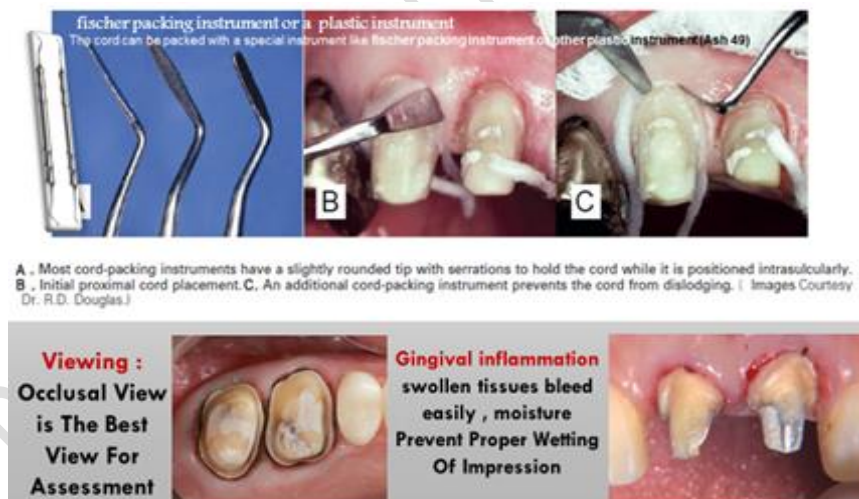 fischer packing instrument or a plastic instrument
The cord can be packed with a special instrument like fischer packing instrument or other plastic instrument (Ash 49)
B
C
A . Most cord-packing instruments have a slightly rounded tip with serrations to hold the cord while it is positioned intrasulcularly.
B . Initial proximal cord placement. C. An additional cord-packing instrument prevents the cord from dislodging. ( Images Courtesy
Dr. R.D. Douglas.)
Viewing :
Occlusal View
is The Best
View For
Assessment
Gingival inflammation
swollen tissues bleed
easily , moisture
Prevent Proper Wetting
Of Impression